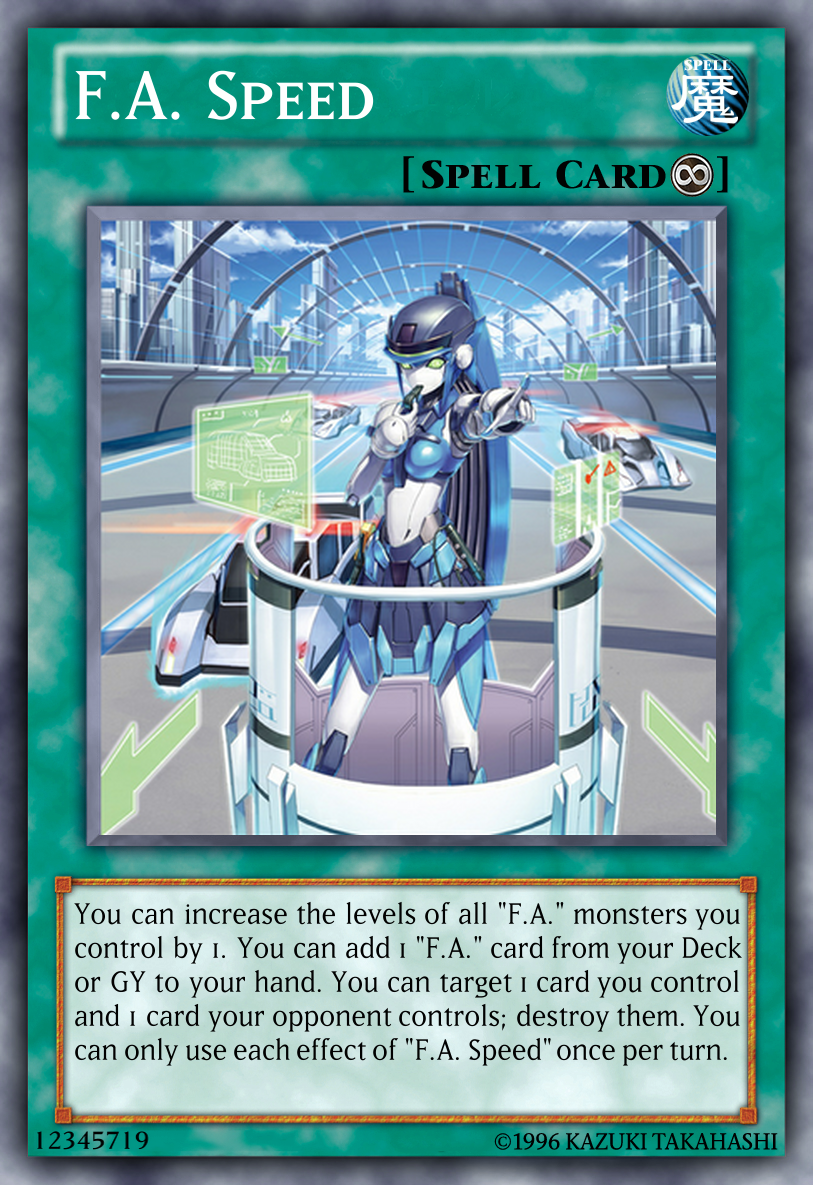 F.A. Speed
SPELL
魔
[Spell Card∞]
You can increase the levels of all "F.A." monsters you
control by 1. You can add 1 "F.A." card from your Deck
or GY to your hand. You can target 1 card you control
and 1 card your opponent controls; destroy them. You
can only use each effect of "F.A. Speed" once per turn.
12345719
©1996 KAZUKI TAKAHASHI